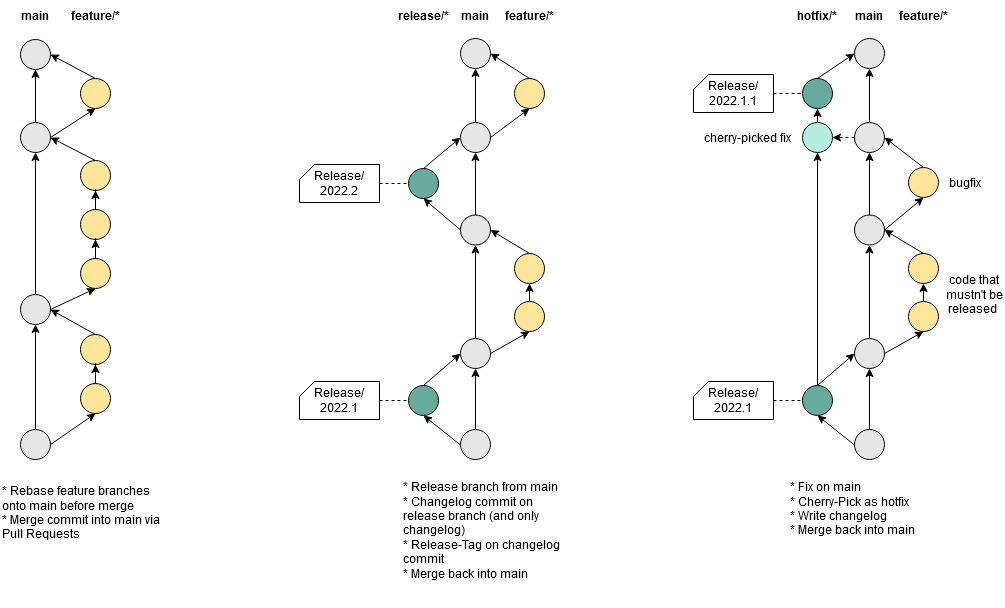 main feature/*
* Rebase feature branches
onto main before merge
* Merge commit into main via
Pull Requests
release/* main feature/*
Release/
2022.2
Release/
2022.1
* Release branch from main
* Changelog commit on
release branch (and only
changelog)
* Release-Tag on changelog
commit
* Merge back into main
hotfix/* main feature/*
Release/
2022.1.1
cherry-picked fix
bugfix
code that
mustn't be
released
Release/
2022.1
* Fix on main
* Cherry-Pick as hotfix
* Write changelog
* Merge back into main